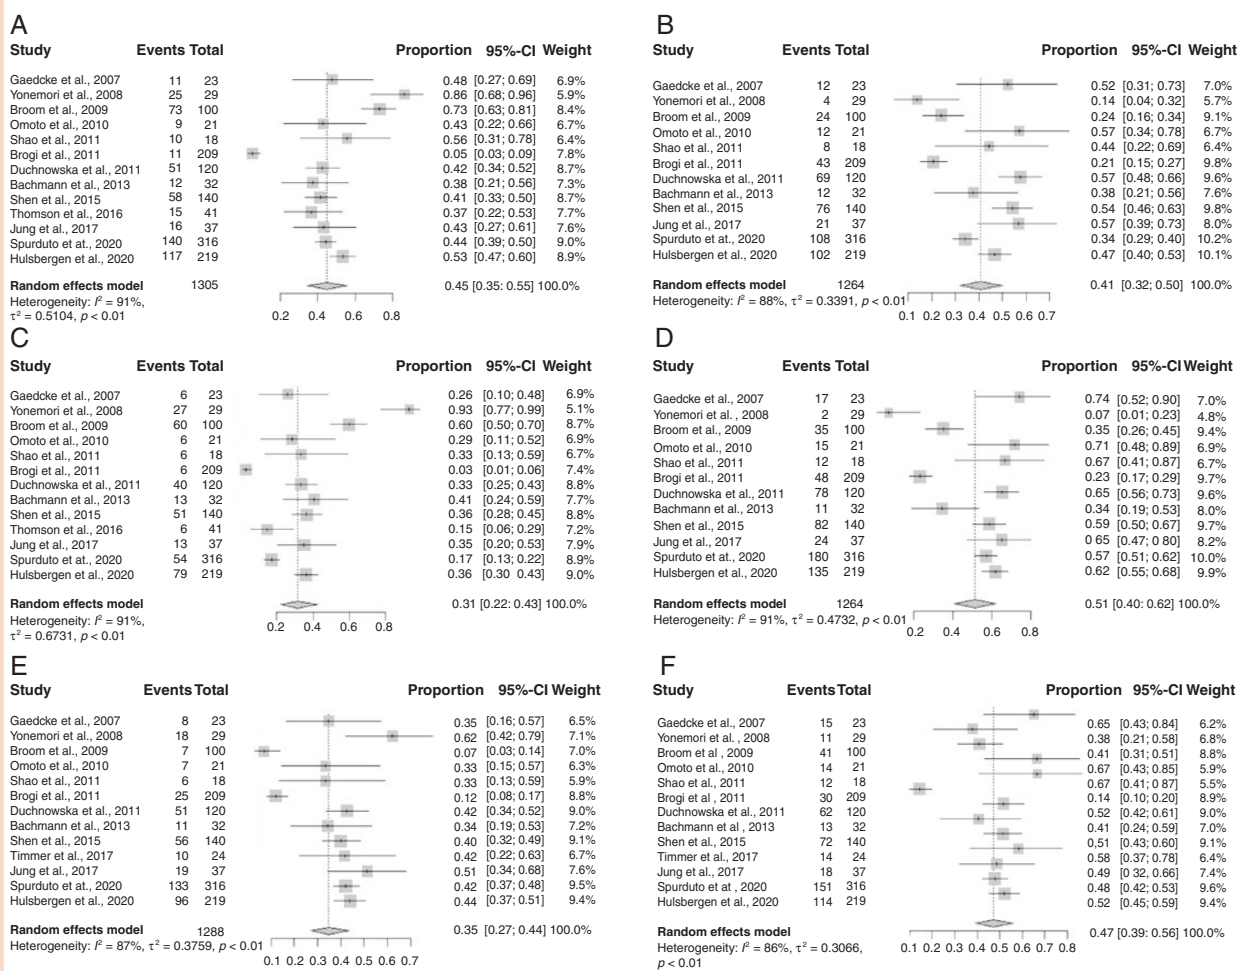 A
Study Events Total Proportion 95%-CI Weight
Gaedcke et al., 2007 11 23 0.48 [0.27; 0.69] 6.9%
Yonemori et al., 2008 25 29 0.86 [0.68; 0.96] 5.9%
Broom et al., 2009 73 100 0.73 [0.63; 0.81] 8.4%
Omoto et al., 2010 9 21 0.43 [0.22; 0.66] 6.7%
Shao et al., 2011 10 18 0.56 [0.31; 0.78] 6.4%
Brogi et al., 2011 11 209 0.05 [0.03; 0.09] 7.8%
Duchnowska et al., 2011 51 120 0.42 [0.34; 0.52] 8.7%
Bachmann et al., 2013 12 32 0.38 [0.21; 0.56] 7.3%
Shen et al., 2015 58 140 0.41 [0.33; 0.50] 8.7%
Thomson et al., 2016 15 41 0.37 [0.22; 0.53] 7.7%
Jung et al., 2017 16 37 0.43 [0.27; 0.61] 7.6%
Spurduto et at., 2020 140 316 0.44 [0.39; 0.50] 9.0%
Hulsbergen et al., 2020 117 219 0.53 [0.47; 0.60] 8.9%
Random effects model 1305 0.45 [0.35: 0.55] 100.0%
Heterogeneity: I² = 91%,
τ² = 0.5104, p < 0.01
0.2 0.4 0.6 0.8
B
Study Events Total Proportion 95%-CI Weight
Gaedcke et al., 2007 12 23 0.52 [0.31; 0.73] 7.0%
Yonemori et al., 2008 4 29 0.14 [0.04; 0.32] 5.7%
Broom et al., 2009 24 100 0.24 [0.16; 0.34] 9.1%
Omoto et al., 2010 12 21 0.57 [0.34; 0.78] 6.7%
Shao et al., 2011 8 18 0.44 [0.22; 0.69] 6.4%
Brogi et al., 2011 43 209 0.21 [0.15; 0.27] 9.8%
Duchnowska et al., 2011 69 120 0.57 [0.48; 0.66] 9.6%
Bachmann et al., 2013 12 32 0.38 [0.21; 0.56] 7.6%
Shen et al., 2015 76 140 0.54 [0.46; 0.63] 9.8%
Jung et al., 2017 21 37 0.57 [0.39; 0.73] 8.0%
Spurduto et at., 2020 108 316 0.34 [0.29; 0.40] 10.2%
Hulsbergen et al., 2020 102 219 0.47 [0.40; 0.53] 10.1%
Random effects model 1264 0.41 [0.32; 0.50] 100.0%
Heterogeneity: I² = 88%, τ² = 0.3391, p < 0.01
0.1 0.2 0.3 0.4 0.5 0.6 0.7
C
Study Events Total Proportion 95%-CI Weight
Gaedcke et al., 2007 6 23 0.26 [0.10; 0.48] 6.9%
Yonemori et al., 2008 27 29 0.93 [0.77; 0.99] 5.1%
Broom et al., 2009 60 100 0.60 [0.50; 0.70] 8.7%
Omoto et al., 2010 6 21 0.29 [0.11; 0.52] 6.9%
Shao et al., 2011 6 18 0.33 [0.13; 0.59] 6.7%
Brogi et al., 2011 6 209 0.03 [0.01; 0.06] 7.4%
Duchnowska et al., 2011 40 120 0.33 [0.25; 0.43] 8.8%
Bachmann et al., 2013 13 32 0.41 [0.24; 0.59] 7.7%
Shen et al., 2015 51 140 0.36 [0.28; 0.45] 8.8%
Thomson et al., 2016 6 41 0.15 [0.06; 0.29] 7.2%
Jung et al., 2017 13 37 0.35 [0.20; 0.53] 7.9%
Spurduto et at., 2020 54 316 0.17 [0.13; 0.22] 8.9%
Hulsbergen et al., 2020 79 219 0.36 [0.30 0.43] 9.0%
Random effects model 0.31 [0.22: 0.43] 100.0%
Heterogeneity: I² = 91%,
τ² = 0.6731, p < 0.01
0.2 0.4 0.6 0.8
D
Study Events Total Proportion 95%-CI Weight
Gaedcke et al., 2007 17 23 0.74 [0.52; 0.90] 7.0%
Yonemori et al. , 2008 2 29 0.07 [0.01; 0.23] 4.8%
Broom et al., 2009 35 100 0.35 [0.26; 0.45] 9.4%
Omoto et al., 2010 15 21 0.71 [0.48; 0.89] 6.9%
Shao et al., 2011 12 18 0.67 [0.41; 0.87] 6.7%
Brogi et al., 2011 48 209 0.23 [0.17; 0.29] 9.7%
Duchnowska et al., 2011 78 120 0.65 [0.56; 0.73] 9.6%
Bachmann et al., 2013 11 32 0.34 [0.19; 0.53] 8.0%
Shen et al., 2015 82 140 0.59 [0.50; 0.67] 9.7%
Jung et al., 2017 24 37 0 65 [0.47; 0 80] 8.2%
Spurduto et at., 2020 180 316 0.57 [0.51; 0.62] 10.0%
Hulsbergen et al., 2020 135 219 0.62 [0.55; 0.68] 9.9%
Random effects model 1264 0.51 [0.40: 0.62] 100.0%
Heterogeneity: I² = 91%, τ² = 0.4732, p < 0.01
0.2 0.4 0.6 0.8
E
Study Events Total Proportion 95%-CI Weight
Gaedcke et al., 2007 8 23 0.35 [0.16; 0.57] 6.5%
Yonemori et al., 2008 18 29 0.62 [0.42; 0.79] 7.1%
Broom et al., 2009 7 100 0.07 [0.03; 0.14] 7.0%
Omoto et al., 2010 7 21 0.33 [0.15; 0.57] 6.3%
Shao et al., 2011 6 18 0.33 [0.13; 0.59] 5.9%
Brogi et al., 2011 25 209 0.12 [0.08; 0.17] 8.8%
Duchnowska et al., 2011 51 120 0.42 [0.34; 0.52] 9.0%
Bachmann et al., 2013 11 32 0.34 [0.19; 0.53] 7.2%
Shen et al., 2015 56 140 0.40 [0.32; 0.49] 9.1%
Timmer et al., 2017 10 24 0.42 [0.22; 0.63] 6.7%
Jung et al., 2017 19 37 0.51 [0.34; 0.68] 7.6%
Spurduto et at., 2020 133 316 0.42 [0.37; 0.48] 9.5%
Hulsbergen et al., 2020 96 219 0.44 [0.37; 0.51] 9.4%
Random effects model 1288 0.35 [0.27; 0.44] 100.0%
Heterogeneity: I² = 87%, τ² = 0.3759, p < 0.01
0.1 0.2 0.3 0.4 0.5 0.6 0.7
F
Study Events Total Proportion 95%-CI Weight
Gaedcke et al., 2007 15 23 0.65 [0.43; 0.84] 6.2%
Yonemori et al., 2008 11 29 0.38 [0.21; 0.58] 6.8%
Broom et al , 2009 41 100 0.41 [0.31; 0.51] 8.8%
Omoto et al., 2010 14 21 0.67 [0.43; 0.85] 5.9%
Shao et al., 2011 12 18 0.67 [0.41; 0 87] 5.5%
Brogi et al , 2011 30 209 0.14 [0.10; 0.20] 8.9%
Duchnowska et al., 2011 62 120 0.52 [0.42; 0.61] 9.0%
Bachmann et al , 2013 13 32 0.41 [0.24; 0.59] 7.0%
Shen et al., 2015 72 140 0.51 [0.43; 0.60] 9.1%
Timmer et al., 2017 14 24 0.58 [0.37; 0.78] 6.4%
Jung et al., 2017 18 37 0.49 [0 32, 0.66] 7.4%
Spurduto et at , 2020 151 316 0.48 [0.42; 0.53] 9.6%
Hulsbergen et al., 2020 114 219 0.52 [0.45; 0.59] 9.4%
Random effects model 0.47 [0.39; 0.56] 100.0%
Heterogeneity: I² = 86%, τ² = 0.3066,
p < 0.01
0.1 0.2 0.3 0.4 0.5 0.6 0.7 0.8